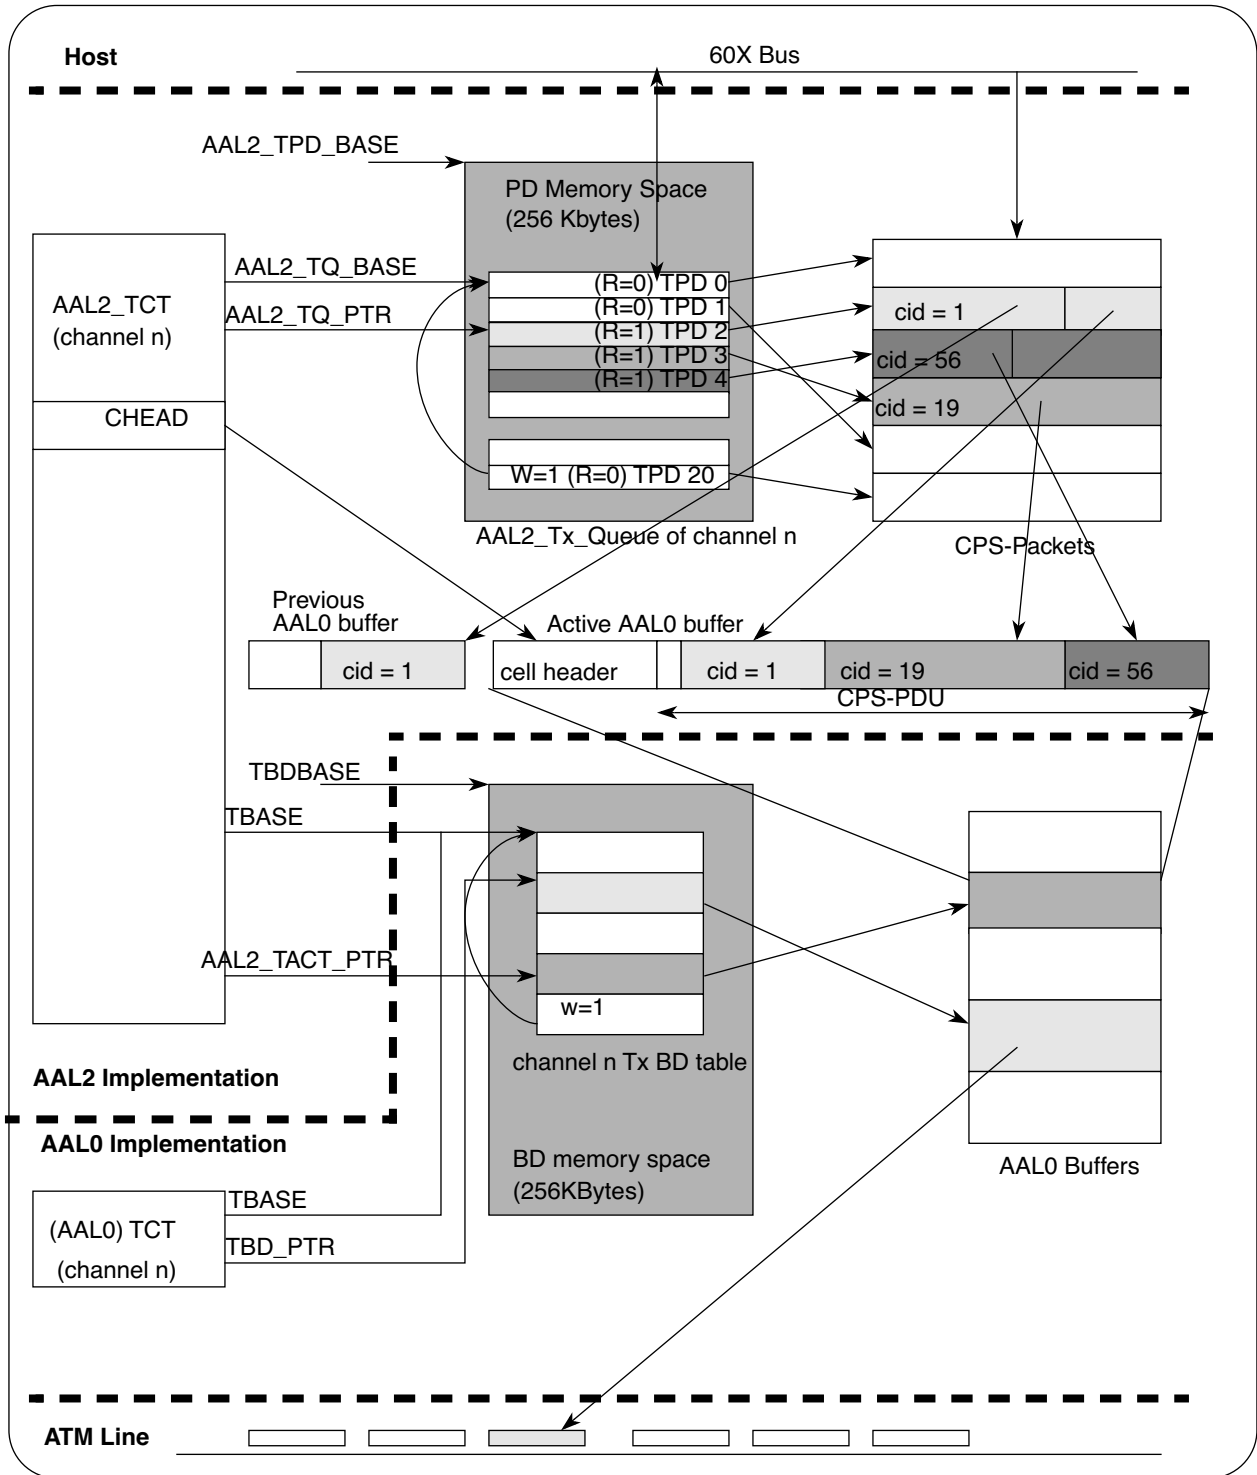 Host
60X Bus
AAL2_TPD_BASE
PD Memory Space
(256 Kbytes)
AAL2_TCT
(channel n)
AAL2_TQ_BASE
AAL2_TQ_PTR
(R=0) TPD 0
(R=0) TPD 1
(R=1) TPD 2
(R=1) TPD 3
(R=1) TPD 4
cid = 1
cid = 56
cid = 19
CHEAD
W=1 (R=0) TPD 20
AAL2_Tx_Queue of channel n
CPS-Packets
Previous
AAL0 buffer
Active AAL0 buffer
cid = 1
cell header
cid = 1
cid = 19
cid = 56
CPS-PDU
TBDBASE
TBASE
AAL2_TACT_PTR
w=1
channel n Tx BD table
AAL2 Implementation
AAL0 Implementation
BD memory space
(256KBytes)
AAL0 Buffers
(AAL0) TCT
(channel n)
TBASE
TBD_PTR
ATM Line